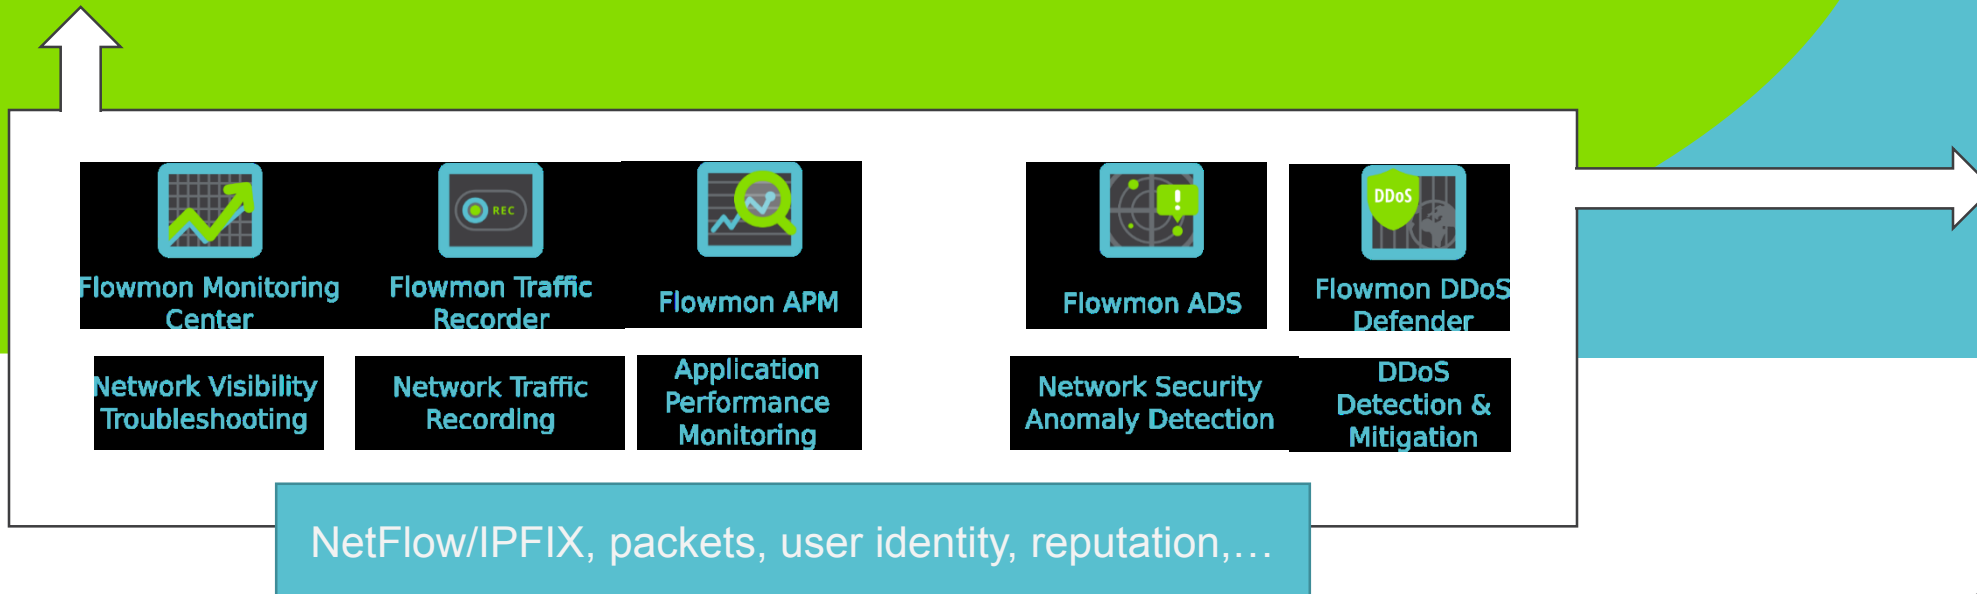 REC
!
DDoS
Flowmon Monitoring
Center
Flowmon Traffic
Recorder
Flowmon APM
Flowmon ADS
Flowmon DDoS
Defender
Network Visibility
Troubleshooting
Network Traffic
Recording
Application
Performance
Monitoring
Network Security
Anomaly Detection
DDoS
Detection &
Mitigation
NetFlow/IPFIX, packets, user identity, reputation,…